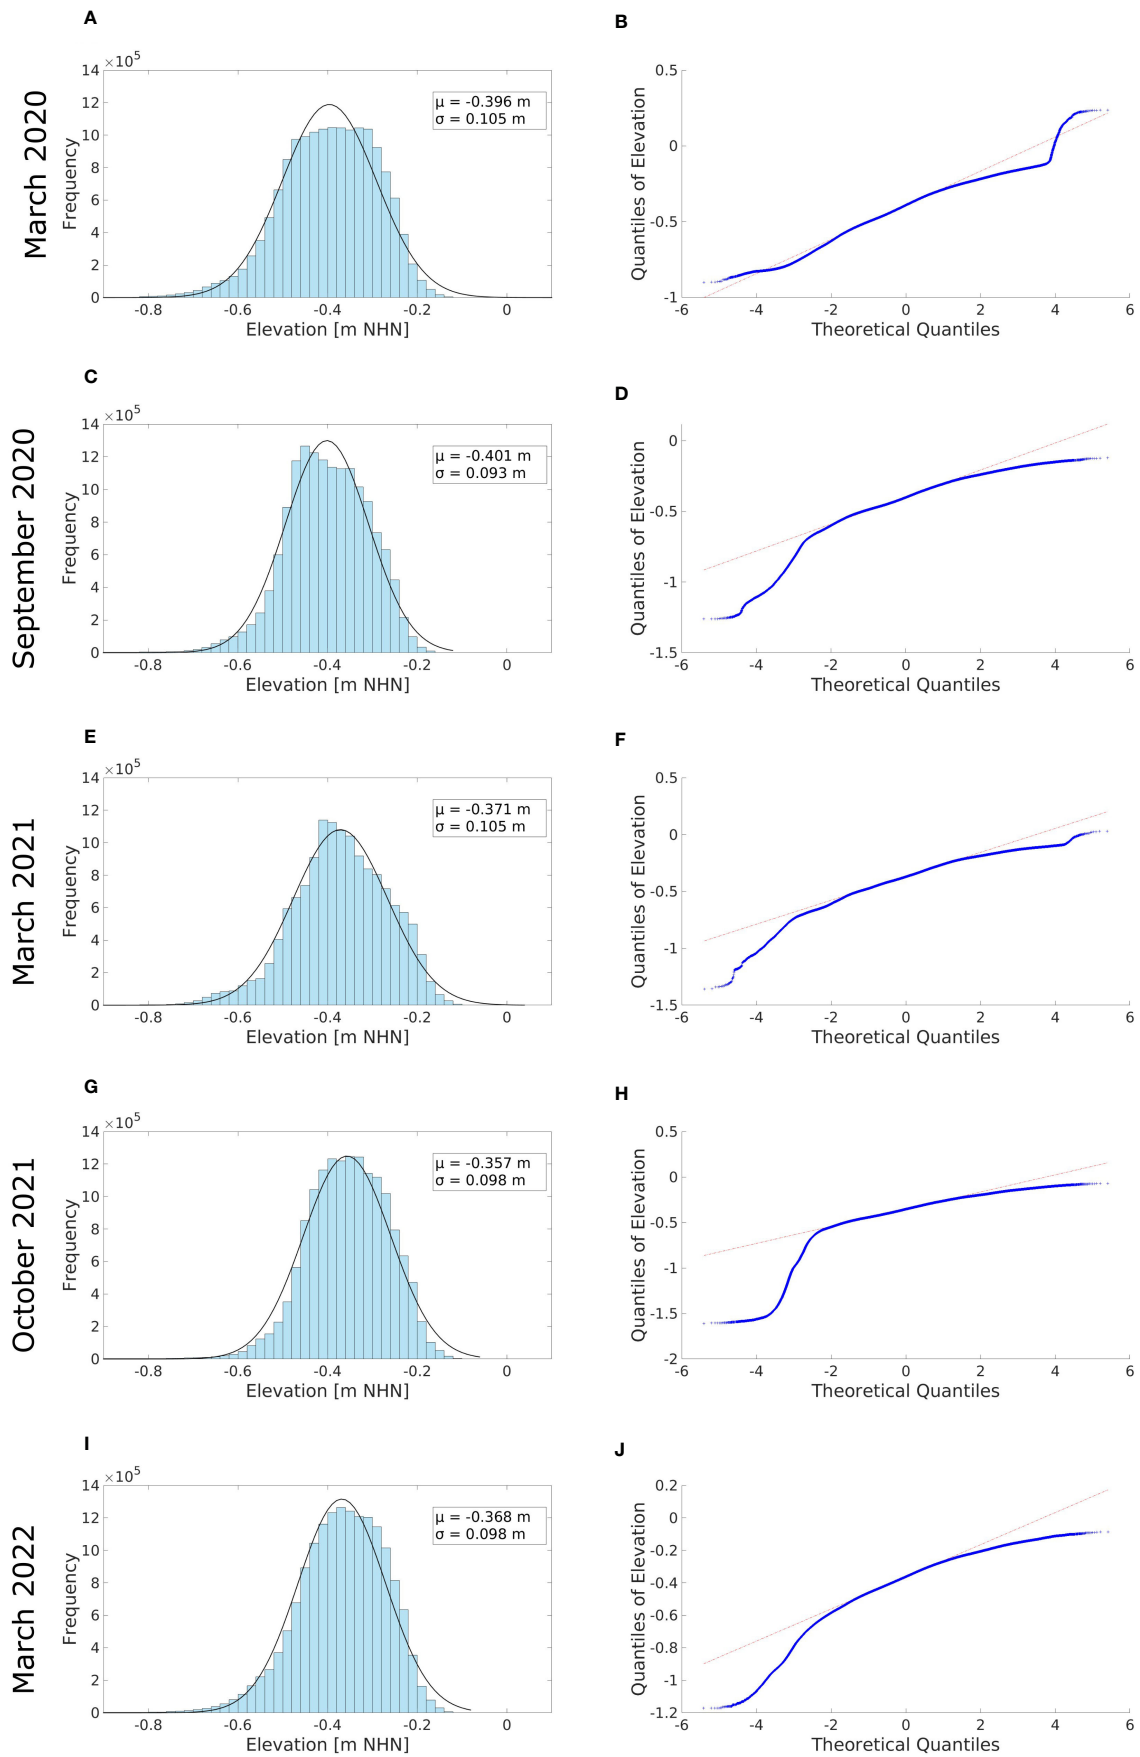 A
B
March 2020
×10^5
14
12
10
8
6
4
2
0
Frequency
μ = -0.396 m
σ = 0.105 m
-0.8 -0.6 -0.4 -0.2 0
Elevation [m NHN]
0.5
0
-0.5
-1
Quantiles of Elevation
-6 -4 -2 0 2 4 6
Theoretical Quantiles
C
D
September 2020
×10^5
14
12
10
8
6
4
2
0
Frequency
μ = -0.401 m
σ = 0.093 m
-0.8 -0.6 -0.4 -0.2 0
Elevation [m NHN]
0
-0.5
-1
-1.5
Quantiles of Elevation
-6 -4 -2 0 2 4 6
Theoretical Quantiles
E
F
March 2021
×10^5
14
12
10
8
6
4
2
0
Frequency
μ = -0.371 m
σ = 0.105 m
-0.8 -0.6 -0.4 -0.2 0
Elevation [m NHN]
0.5
0
-0.5
-1
-1.5
Quantiles of Elevation
-6 -4 -2 0 2 4 6
Theoretical Quantiles
G
H
October 2021
×10^5
14
12
10
8
6
4
2
0
Frequency
μ = -0.357 m
σ = 0.098 m
-0.8 -0.6 -0.4 -0.2 0
Elevation [m NHN]
0.5
0
-0.5
-1
-1.5
-2
Quantiles of Elevation
-6 -4 -2 0 2 4 6
Theoretical Quantiles
I
J
March 2022
×10^5
14
12
10
8
6
4
2
0
Frequency
μ = -0.368 m
σ = 0.098 m
-0.8 -0.6 -0.4 -0.2 0
Elevation [m NHN]
0.2
0
-0.2
-0.4
-0.6
-0.8
-1
-1.2
Quantiles of Elevation
-6 -4 -2 0 2 4 6
Theoretical Quantiles